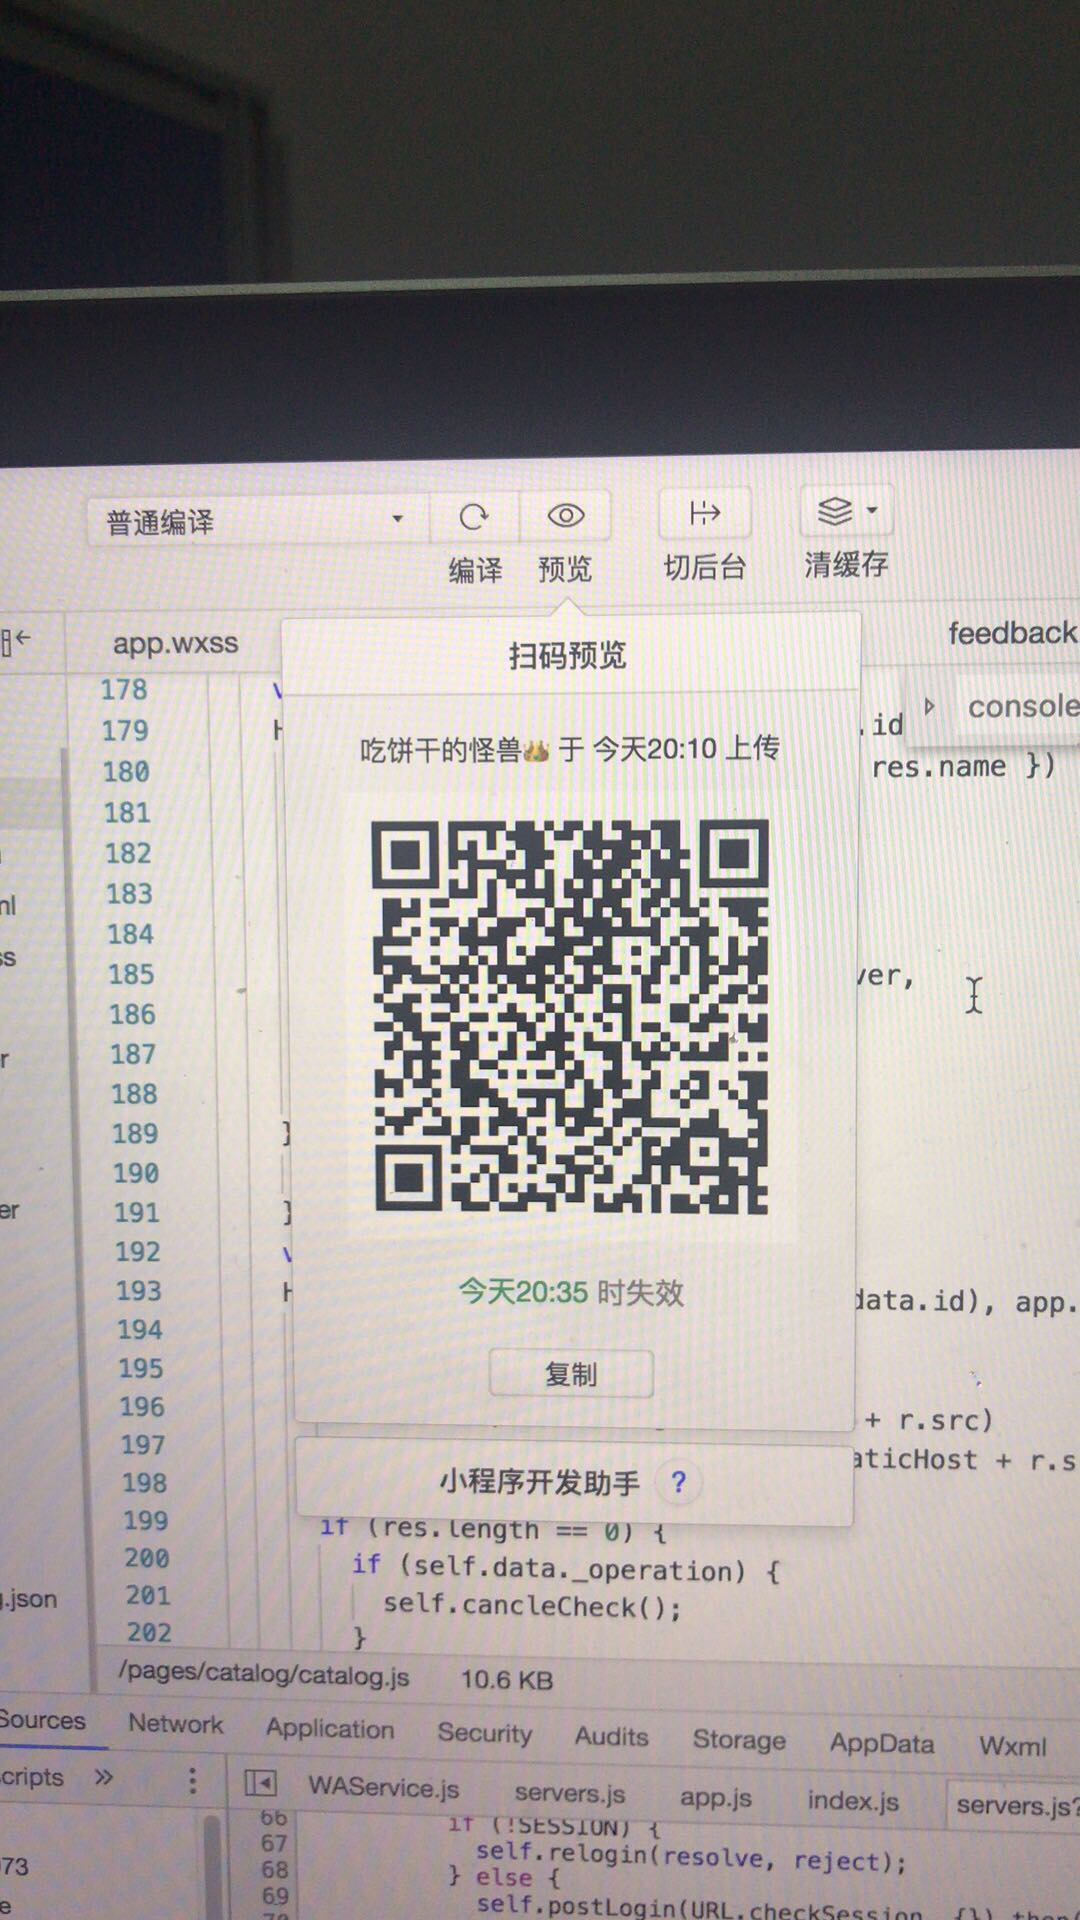 普通编译
编译 预览 切后台 清缓存
app.wxss
feedback
扫码预览
console
吃饼干的怪兽👑 于 今天20:10 上传
.id
res.name })
178
179
180
181
182
183
184
185
186
187
188
189 }
190
191 }
192
193
194
195
196
197
198
199
200
201
202
ver,
今天20:35 时失效
data.id), app.
复制
+ r.src)
aticHost + r.s
小程序开发助手 ?
if (res.length == 0) {
if (self.data._operation) {
self.cancleCheck();
}
.json
/pages/catalog/catalog.js 10.6 KB
Sources Network Application Security Audits Storage AppData Wxml
cripts »
WAService.js servers.js app.js index.js servers.js?
66 if (!SESSION) {
67 self.relogin(resolve, reject);
68 } else {
69 self.postLogin(URL.checkSession, {}).then(
73